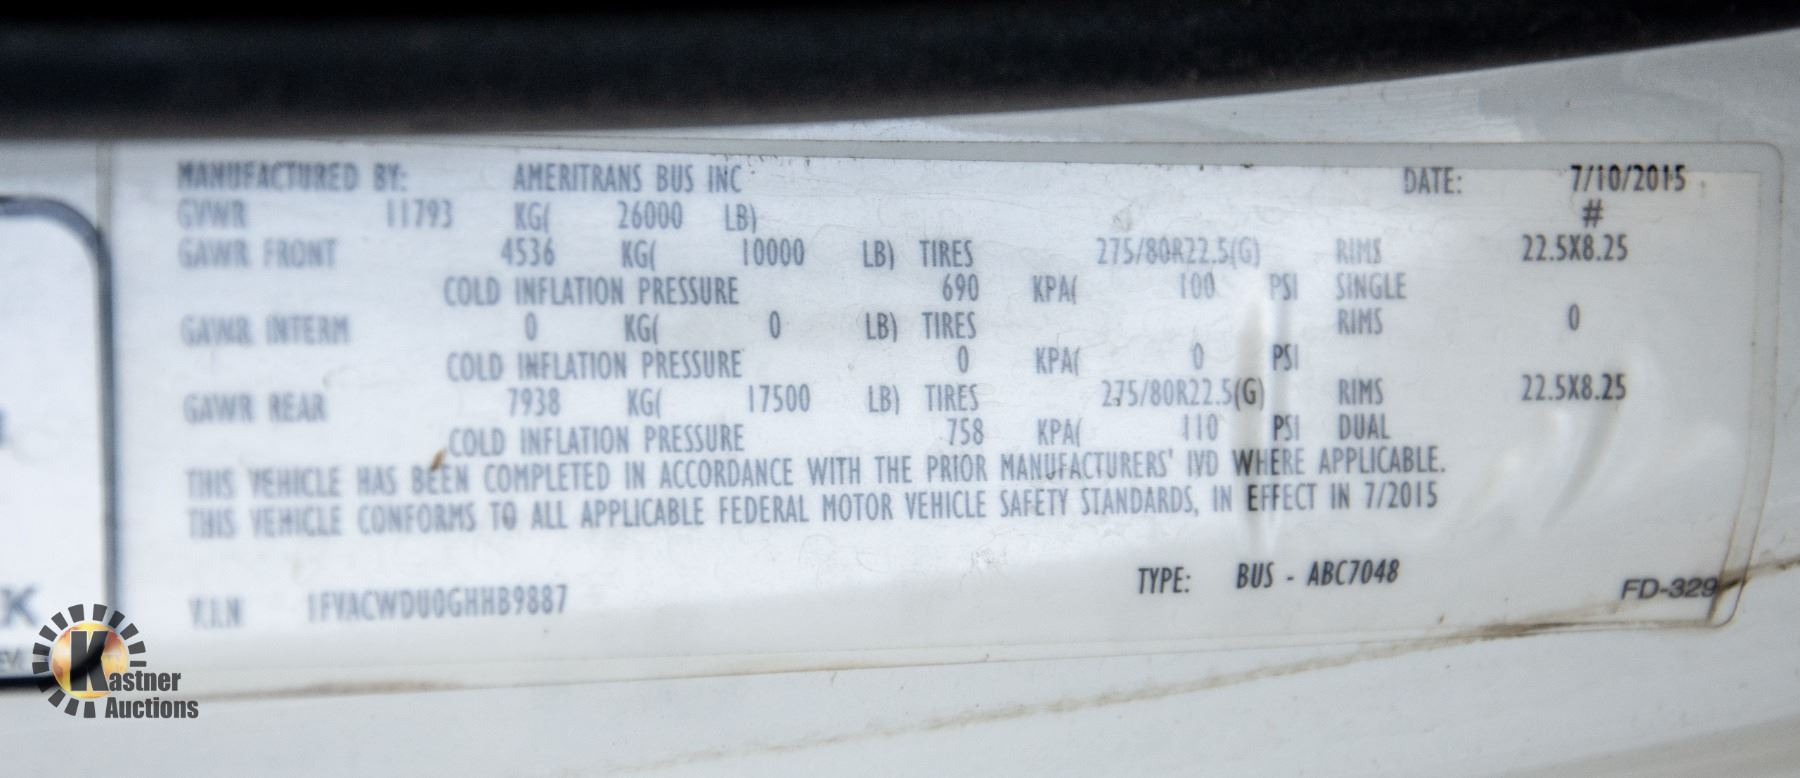 MANUFACTURED BY: AMERITRANS BUS INC DATE: 7/10/2015
GVWR 11793 KG( 26000 LB) #
GAWR FRONT 4536 KG( 10000 LB) TIRES 275/80R22.5(G) RIMS 22.5X8.25
COLD INFLATION PRESSURE 690 KPA( 100 PSI SINGLE
GAWR INTERM 0 KG( 0 LB) TIRES RIMS 0
COLD INFLATION PRESSURE 0 KPA( 0 PSI
GAWR REAR 7938 KG( 17500 LB) TIRES 275/80R22.5(G) RIMS 22.5X8.25
COLD INFLATION PRESSURE 758 KPA( 110 PSI DUAL
THIS VEHICLE HAS BEEN COMPLETED IN ACCORDANCE WITH THE PRIOR MANUFACTURERS' IVD WHERE APPLICABLE.
THIS VEHICLE CONFORMS TO ALL APPLICABLE FEDERAL MOTOR VEHICLE SAFETY STANDARDS, IN EFFECT IN 7/2015
V.I.N 1FVACWDU0GHHB9887 TYPE: BUS - ABC7048 FD-329
Kastner
Auctions